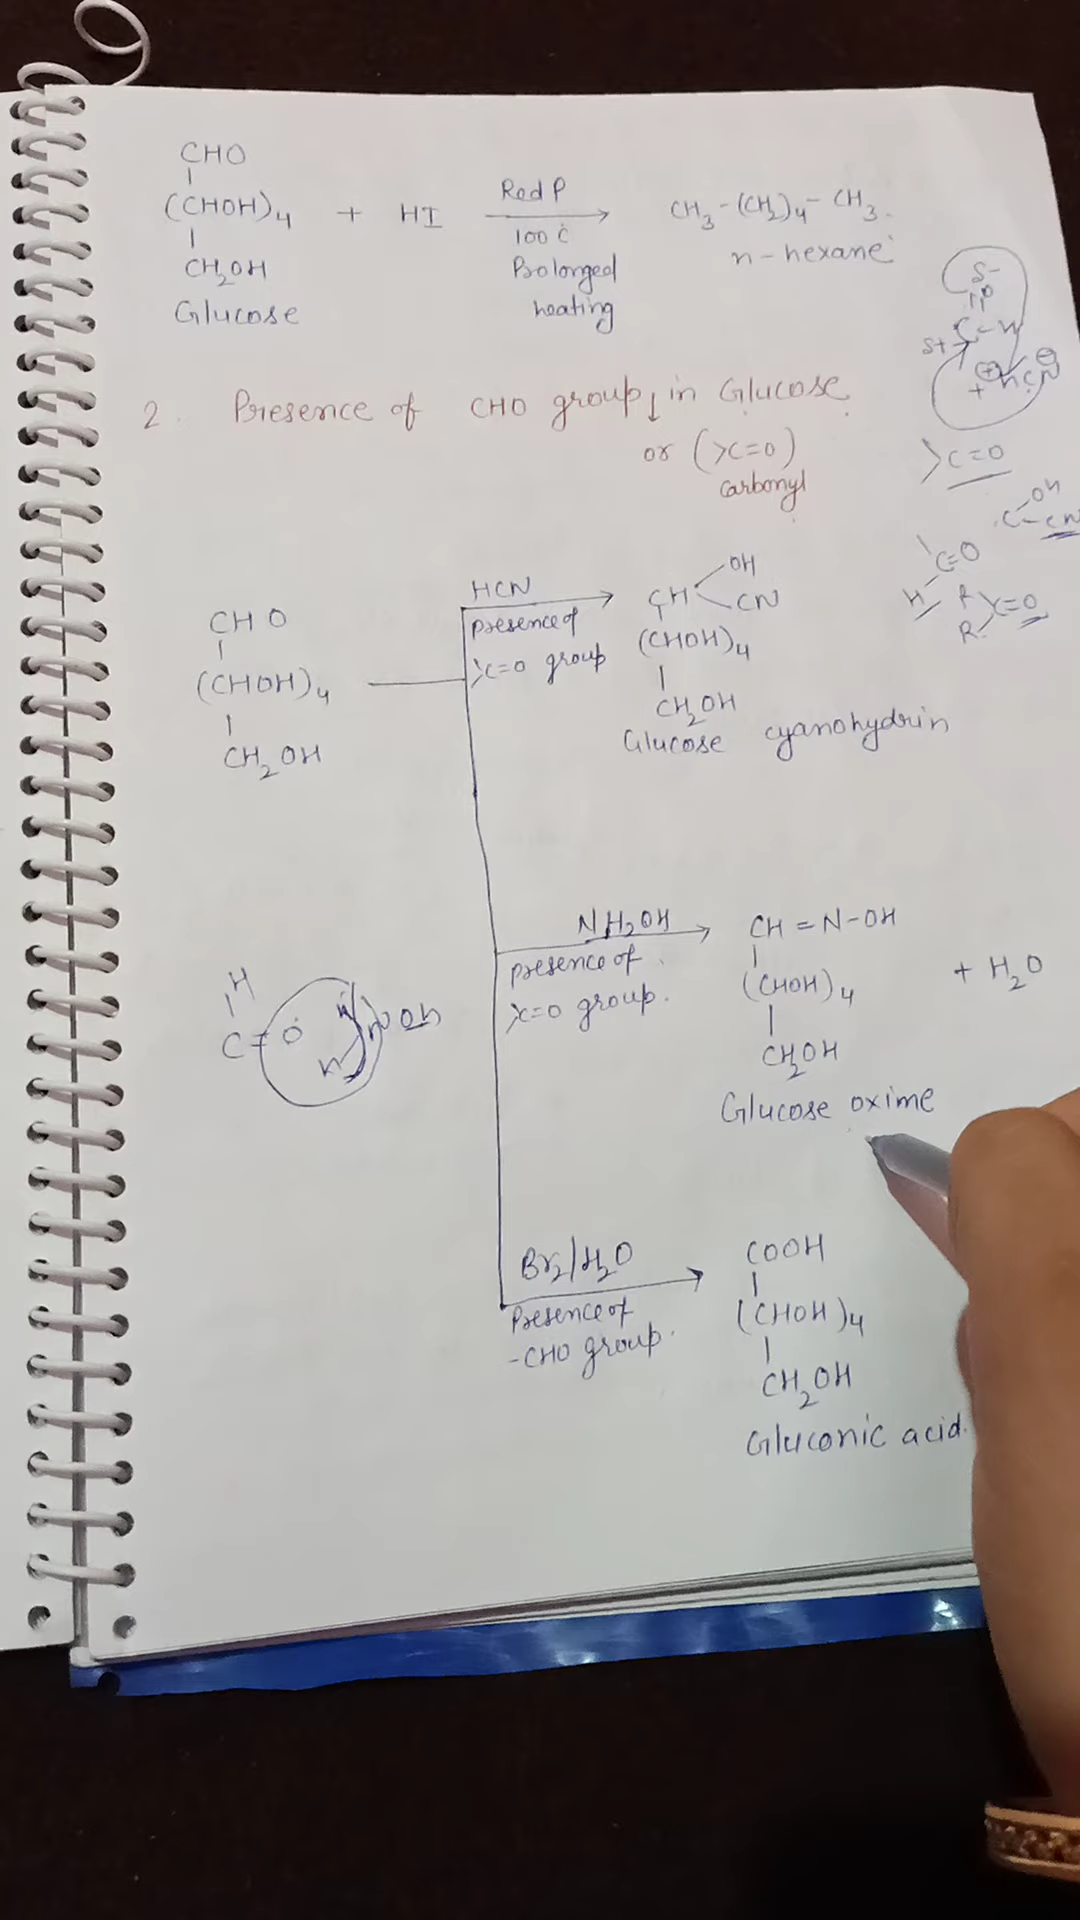 CHO
(CHOH)4 + HI Red P CH3-(CH2)4-CH3.
100°C
CH2OH Prolonged n-hexane
Glucose heating
2. Presence of CHO group↓ in Glucose.
or (>C=O)
carbonyl
>C=O
C-OH
-CN
C=O
H
R
R >C=O
CHO HCN CH OH
CN
presence of
(CHOH)4 >C=O group (CHOH)4
CH2OH CH2OH
Glucose cyanohydrin
NH2OH CH=N-OH
presence of
>C=O group. (CHOH)4 + H2O
H
C=O H N OH
H
CH2OH
Glucose oxime
Br2/H2O COOH
Presence of
-CHO group. (CHOH)4
CH2OH
Gluconic acid.